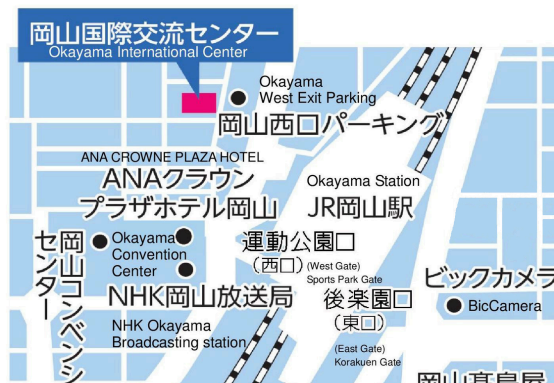 岡山国際交流センター
Okayama International Center
Okayama
West Exit Parking
岡山西口パーキング
ANA CROWNE PLAZA HOTEL
ANAクラウン
プラザホテル岡山
Okayama Station
JR岡山駅
岡山コンベンシ
センター
Okayama
Convention
Center
運動公園口
(西口)
(West Gate)
Sports Park Gate
NHK岡山放送局
NHK Okayama
Broadcasting station
後楽園口
(東口)
(East Gate)
Korakuen Gate
ビックカメラ
BicCamera
岡山髙島屋